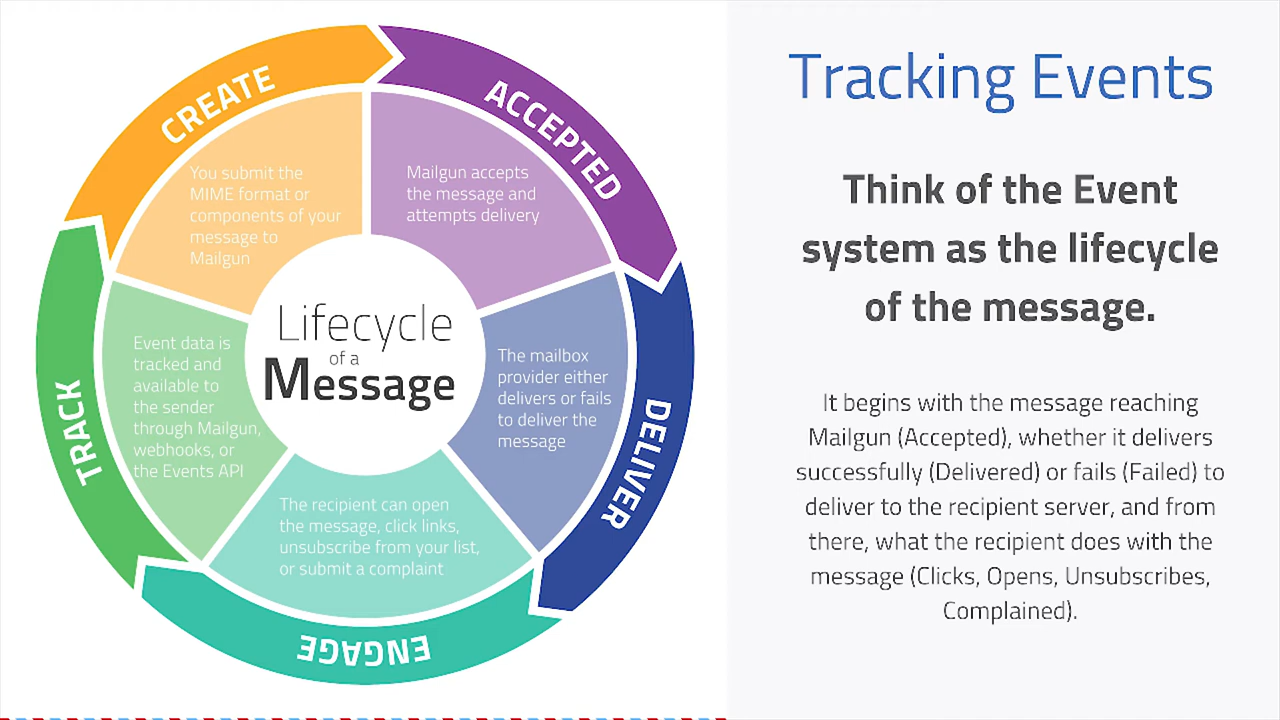 CREATE
You submit the
MIME format or
components of your
message to
Mailgun
ACCEPTED
Mailgun accepts
the message and
attempts delivery
DELIVER
The mailbox
provider either
delivers or fails
to deliver the
message
ENGAGE
The recipient can open
the message, click links,
unsubscribe from your list,
or submit a complaint
TRACK
Event data is
tracked and
available to
the sender
through Mailgun,
webhooks, or
the Events API
Lifecycle
of a
Message
Tracking Events
Think of the Event
system as the lifecycle
of the message.
It begins with the message reaching
Mailgun (Accepted), whether it delivers
successfully (Delivered) or fails (Failed) to
deliver to the recipient server, and from
there, what the recipient does with the
message (Clicks, Opens, Unsubscribes,
Complained).